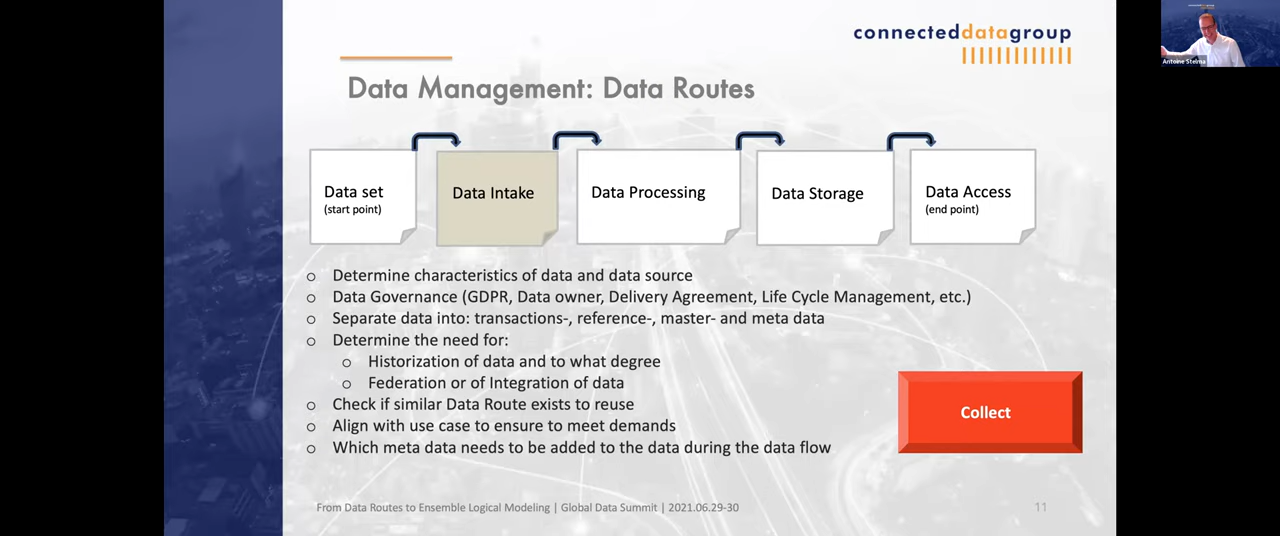 connecteddatagroup
Antoine Stelma
Data Management: Data Routes
Data set
(start point)
Data Intake
Data Processing
Data Storage
Data Access
(end point)
o Determine characteristics of data and data source
o Data Governance (GDPR, Data owner, Delivery Agreement, Life Cycle Management, etc.)
o Separate data into: transactions-, reference-, master- and meta data
o Determine the need for:
o Historization of data and to what degree
o Federation or of Integration of data
o Check if similar Data Route exists to reuse
o Align with use case to ensure to meet demands
o Which meta data needs to be added to the data during the data flow
Collect
From Data Routes to Ensemble Logical Modeling | Global Data Summit | 2021.06.29-30
11